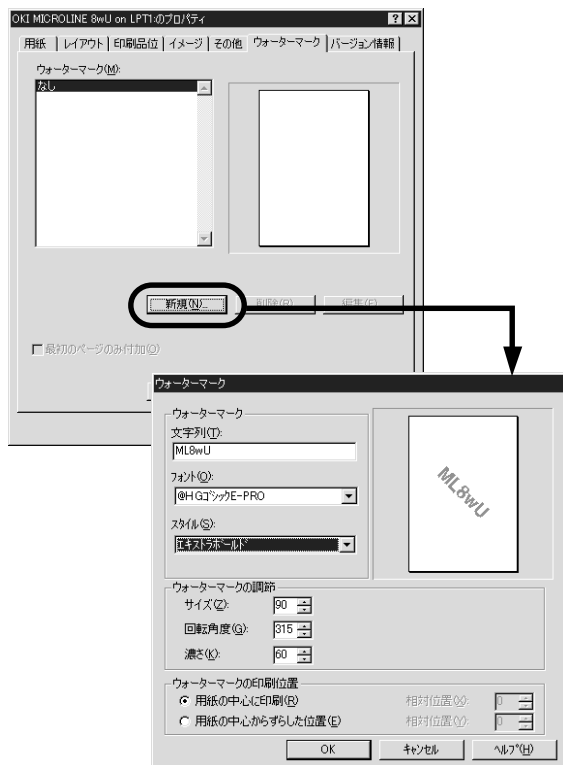 OKI MICROLINE 8wU on LPT1:のプロパティ
用紙 レイアウト 印刷品位 イメージ その他 ウォーターマーク バージョン情報
ウォーターマーク(M):
なし
新規(N)... 削除(R) 編集(E)
最初のページのみ付加(O)
ウォーターマーク
ウォーターマーク
文字列(T):
ML8wU
フォント(O):
@HGゴシックE-PRO
スタイル(S):
エキストラボールド
ML8wU
ウォーターマークの調節
サイズ(Z): 90
回転角度(G): 315
濃さ(K): 60
ウォーターマークの印刷位置
用紙の中心に印刷(R) 相対位置(X): 0
用紙の中心からずらした位置(E) 相対位置(Y): 0
OK キャンセル ヘルプ(H)